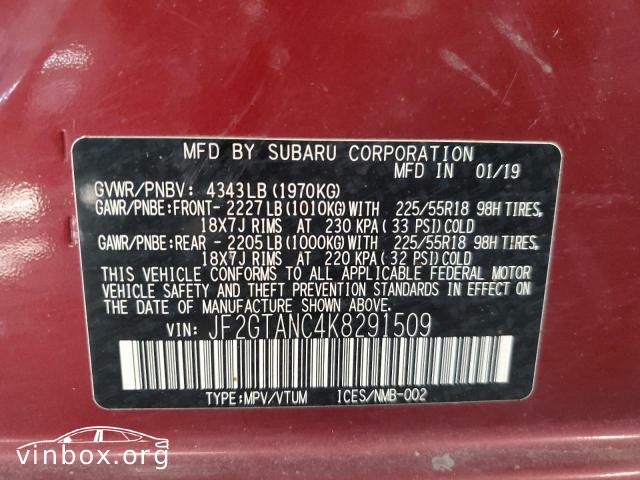 MFD BY SUBARU CORPORATION
MFD IN 01/19
GVWR/PNBV: 4343LB(1970KG)
GAWR/PNBE:FRONT- 2227LB(1010KG)WITH 225/55R18 98H TIRES,
18X7J RIMS AT 230 KPA( 33 PSI)COLD
GAWR/PNBE:REAR - 2205LB(1000KG)WITH 225/55R18 98H TIRES,
18X7J RIMS AT 220 KPA( 32 PSI)COLD
THIS VEHICLE CONFORMS TO ALL APPLICABLE FEDERAL MOTOR
VEHICLE SAFETY AND THEFT PREVENTION STANDARDS IN EFFECT ON
THE DATE OF MANUFACTURE SHOWN ABOVE.
VIN: JF2GTANC4K8291509
TYPE:MPV/VTUM ICES/NMB-002
vinbox.org